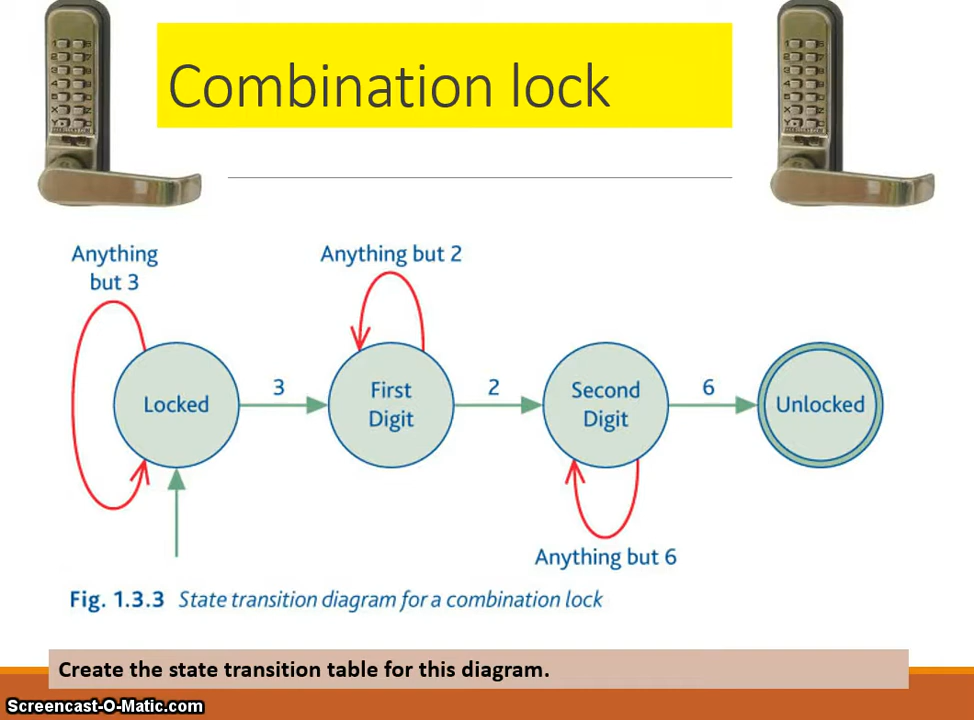 Combination lock
Anything
but 3
Anything but 2
Locked
3
First
Digit
2
Second
Digit
6
Unlocked
Anything but 6
Fig. 1.3.3 State transition diagram for a combination lock
Create the state transition table for this diagram.
Screencast-O-Matic.com